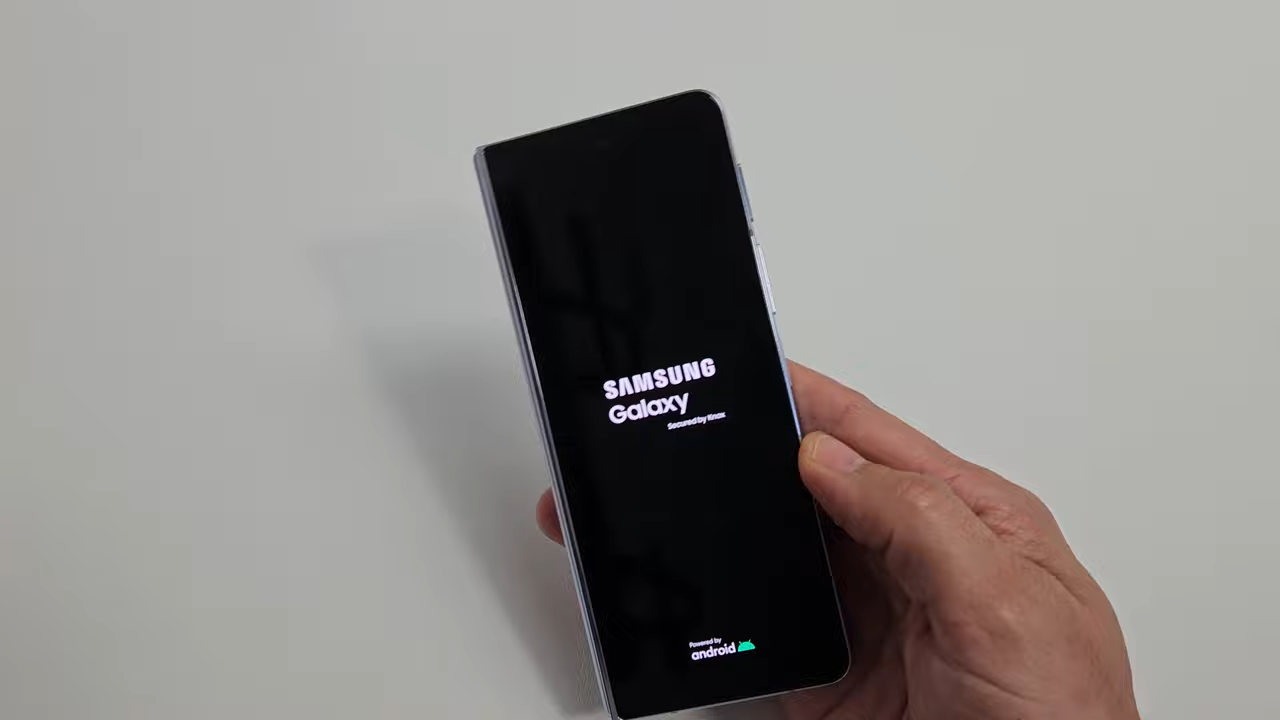 SAMSUNG
Galaxy
Secured by Knox
Powered by
android